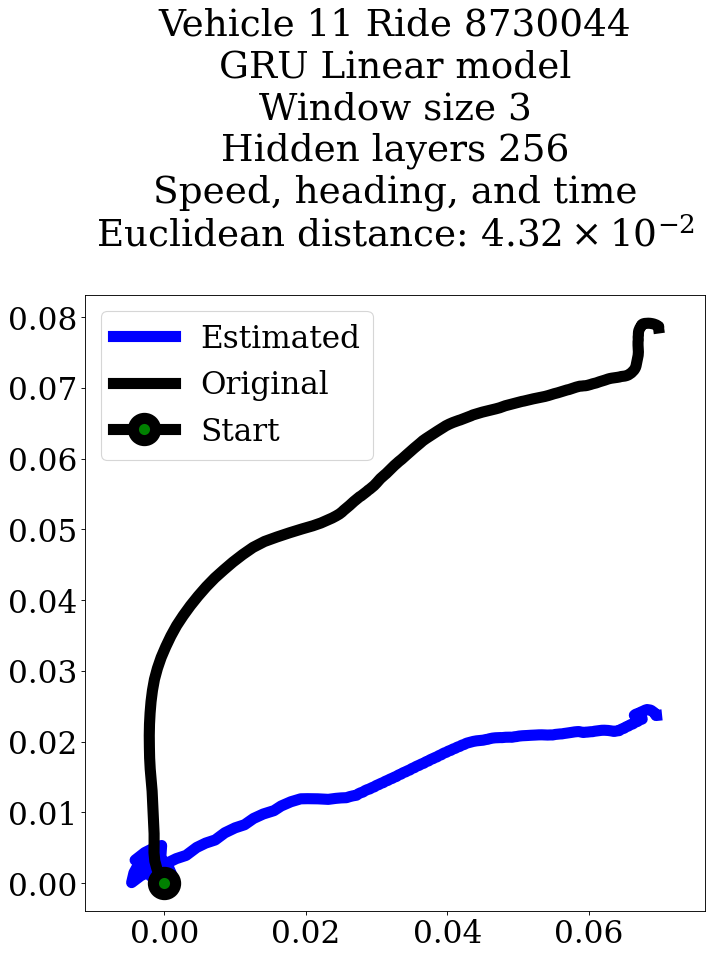 Vehicle 11 Ride 8730044
GRU Linear model
Window size 3
Hidden layers 256
Speed, heading, and time
Euclidean distance: 4.32 × 10⁻²
Estimated
Original
Start
0.08
0.07
0.06
0.05
0.04
0.03
0.02
0.01
0.00
0.00 0.02 0.04 0.06